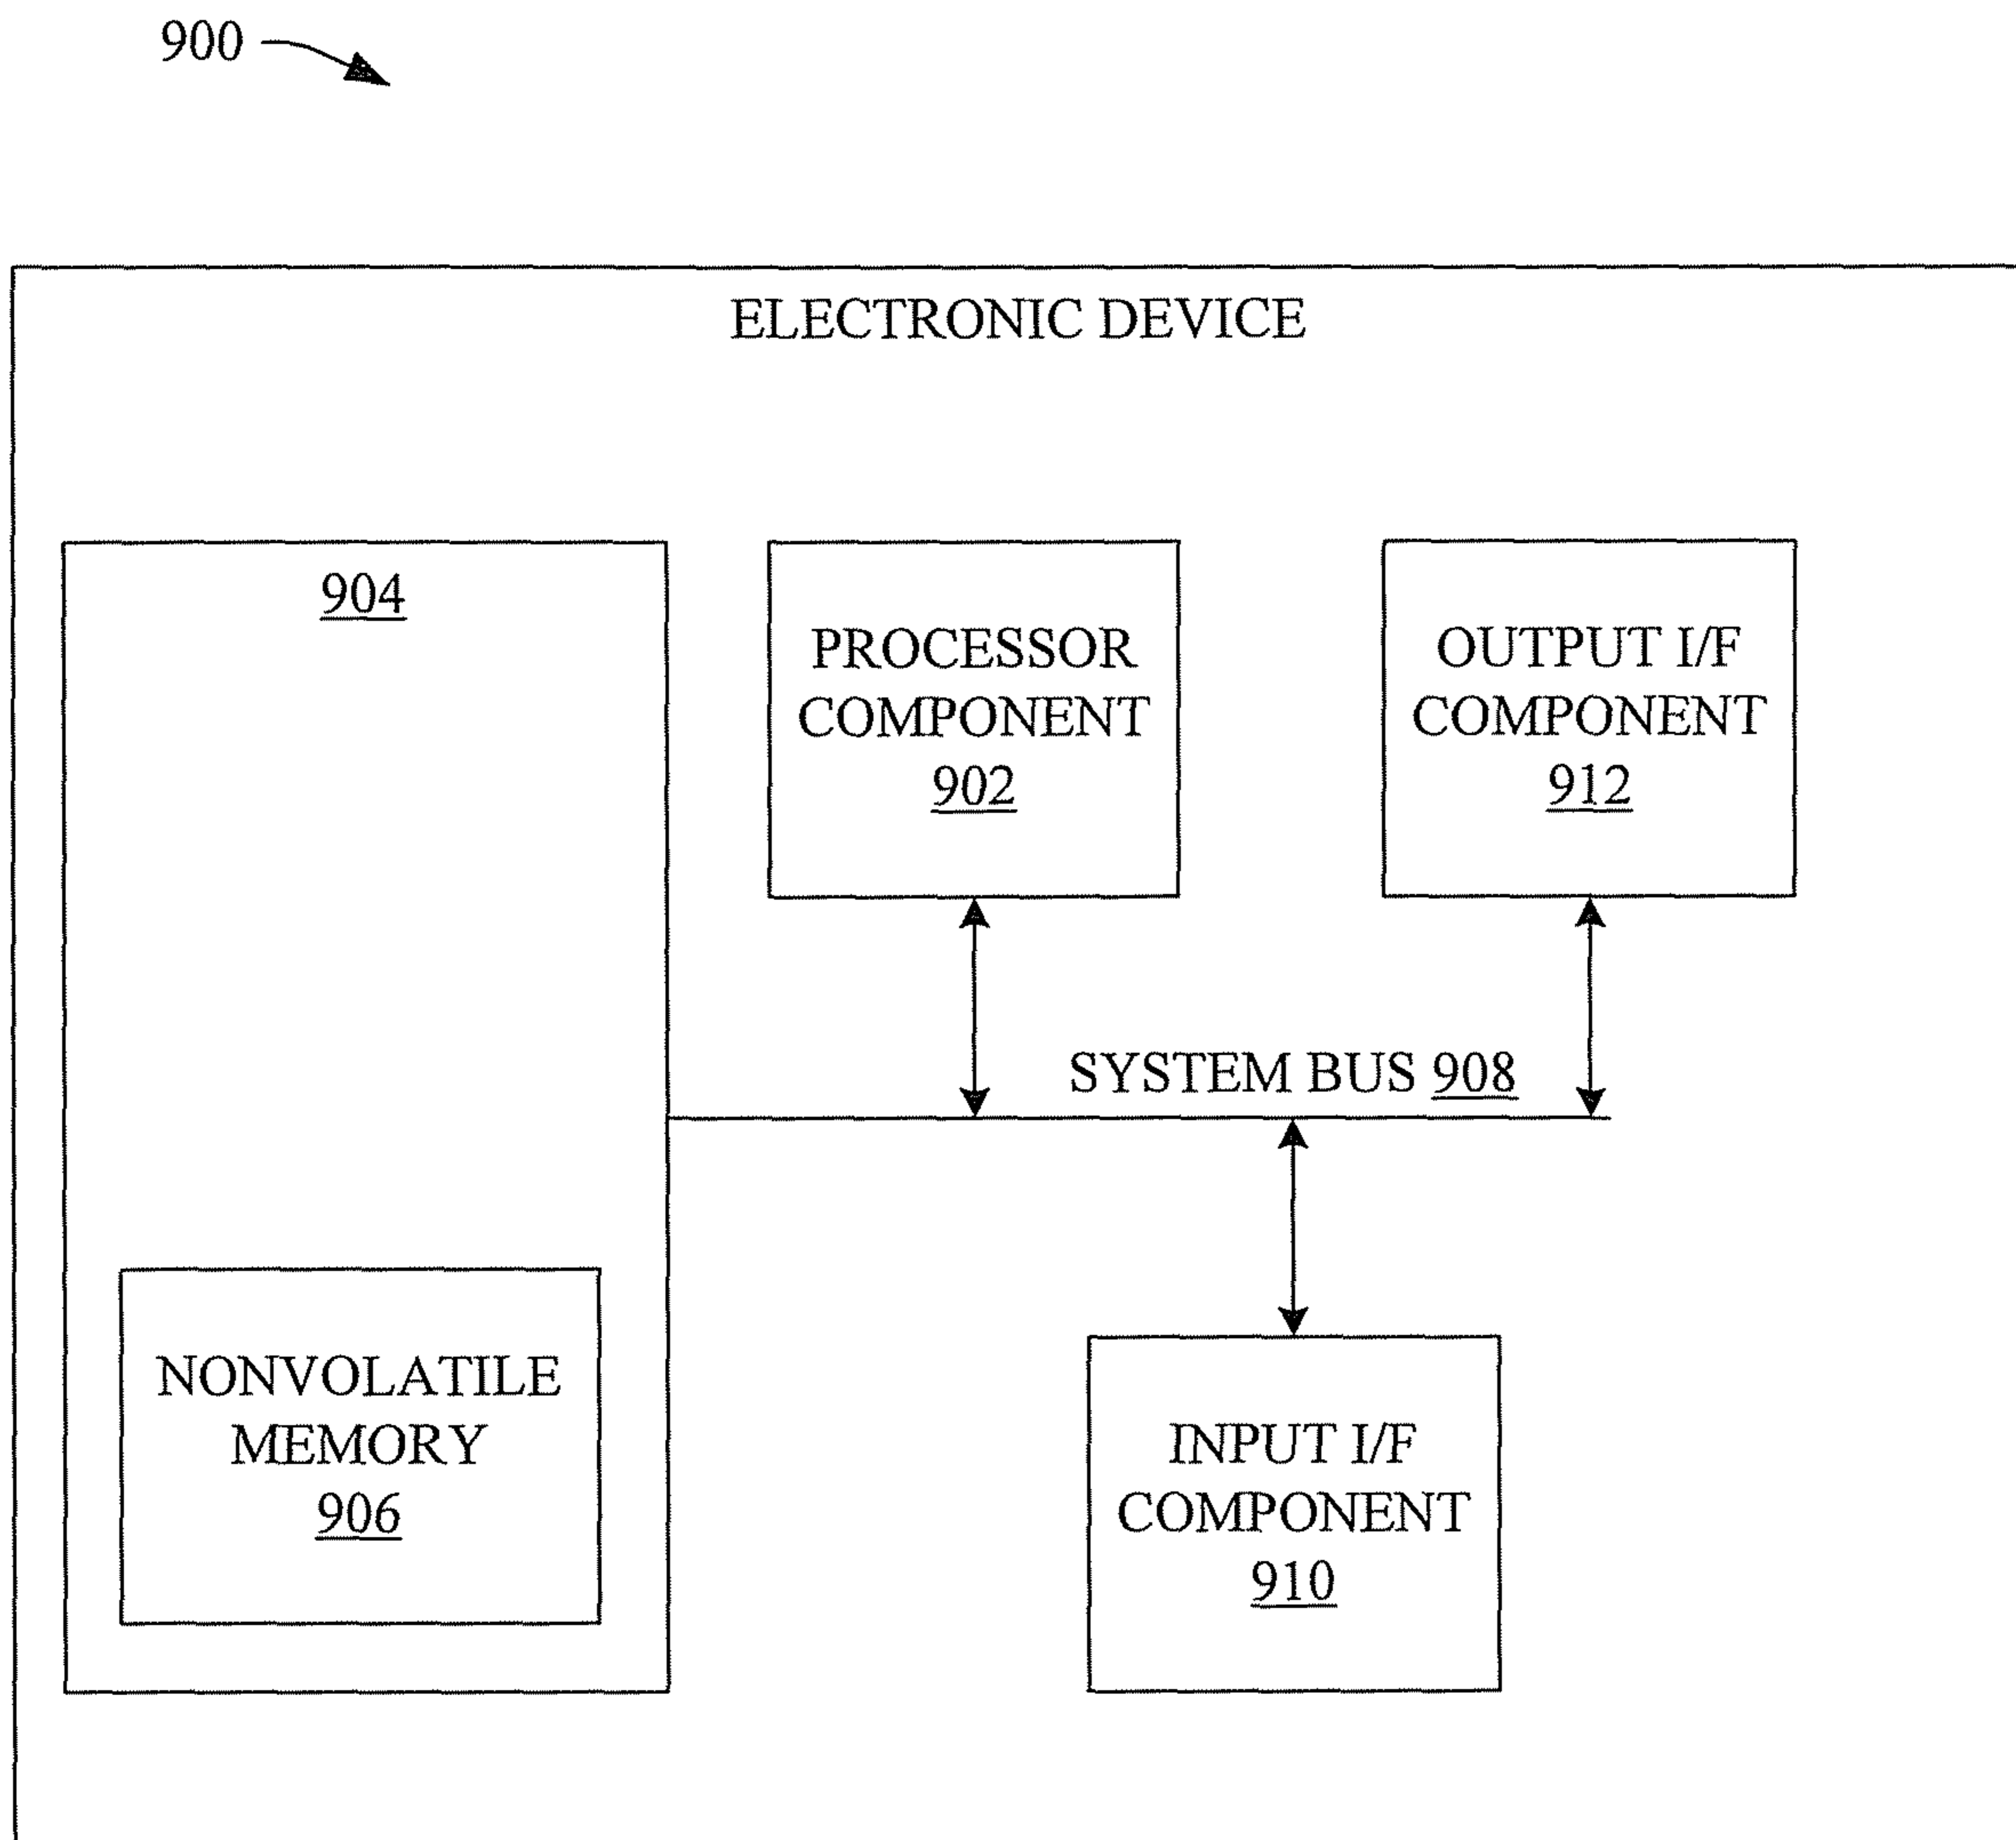 900
ELECTRONIC DEVICE
904
PROCESSOR
COMPONENT
902
OUTPUT I/F
COMPONENT
912
SYSTEM BUS 908
NONVOLATILE
MEMORY
906
INPUT I/F
COMPONENT
910